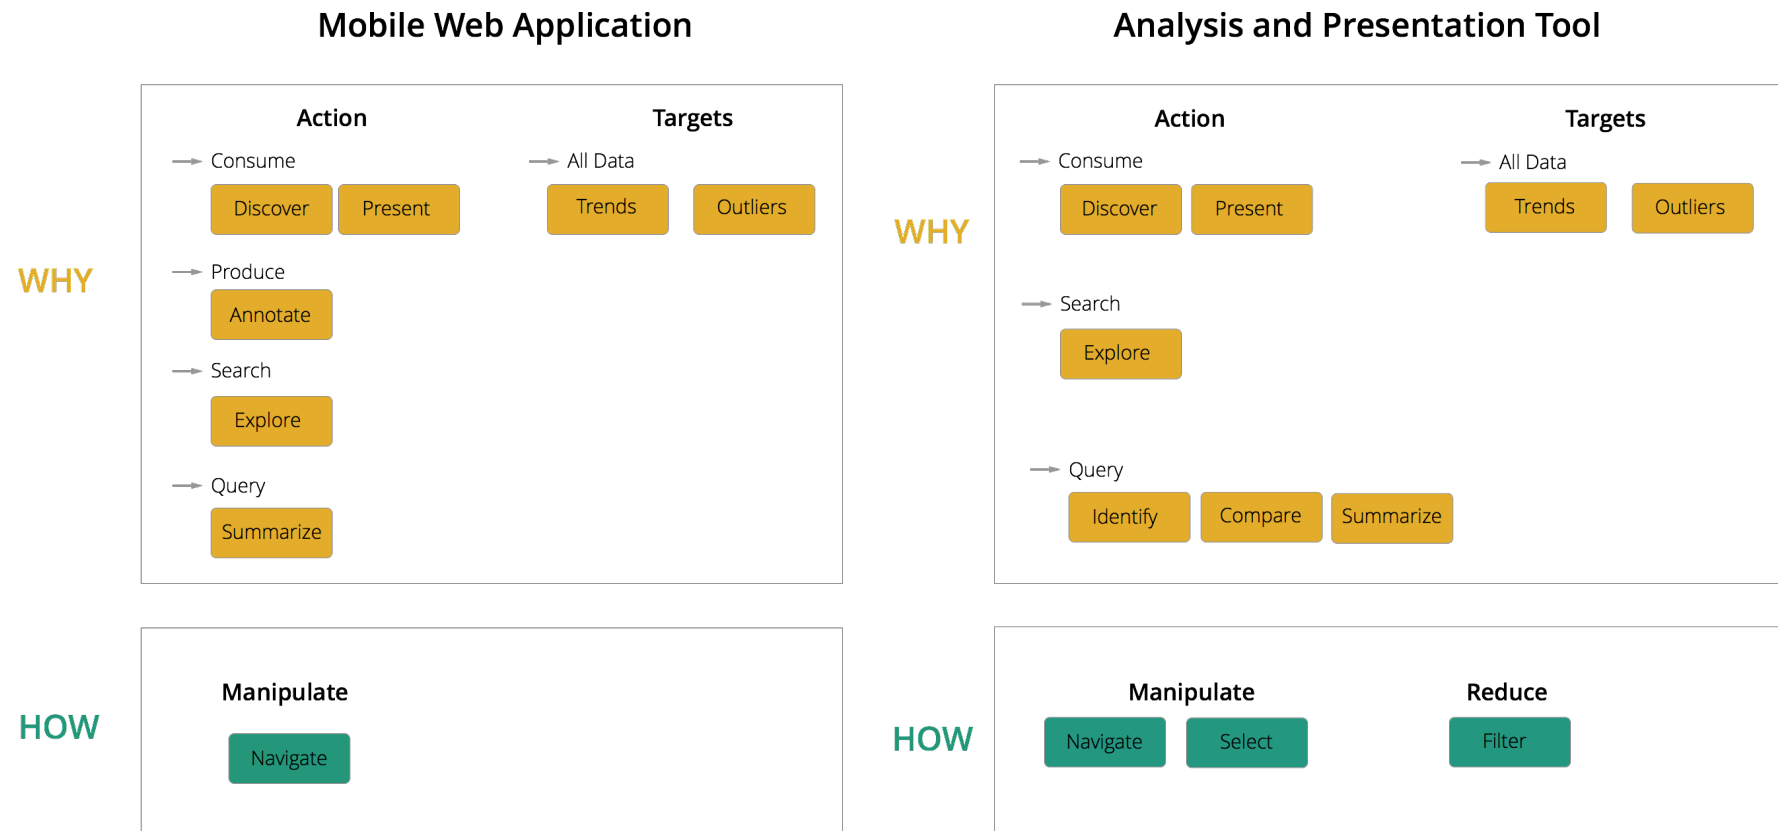 Mobile Web Application
Analysis and Presentation Tool
WHY
Action
Targets
Consume
All Data
Discover
Present
Trends
Outliers
Produce
Annotate
Search
Explore
Query
Summarize
WHY
Action
Targets
Consume
All Data
Discover
Present
Trends
Outliers
Search
Explore
Query
Identify
Compare
Summarize
HOW
Manipulate
Navigate
HOW
Manipulate
Reduce
Navigate
Select
Filter